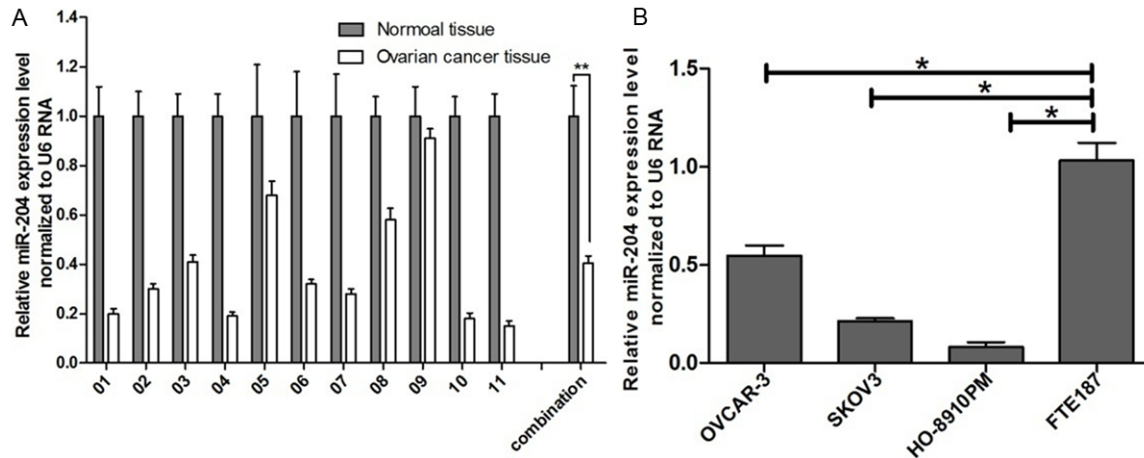 A
Relative miR-204 expression level
normalized to U6 RNA
1.4
1.2
1.0
0.8
0.6
0.4
0.2
0.0
Normoal tissue
Ovarian cancer tissue
**
01
02
03
04
05
06
07
08
09
10
11
combination
B
Relative miR-204 expression level
normalized to U6 RNA
1.5
1.0
0.5
0.0
*
*
*
OVCAR-3
SKOV3
HO-8910PM
FTE187